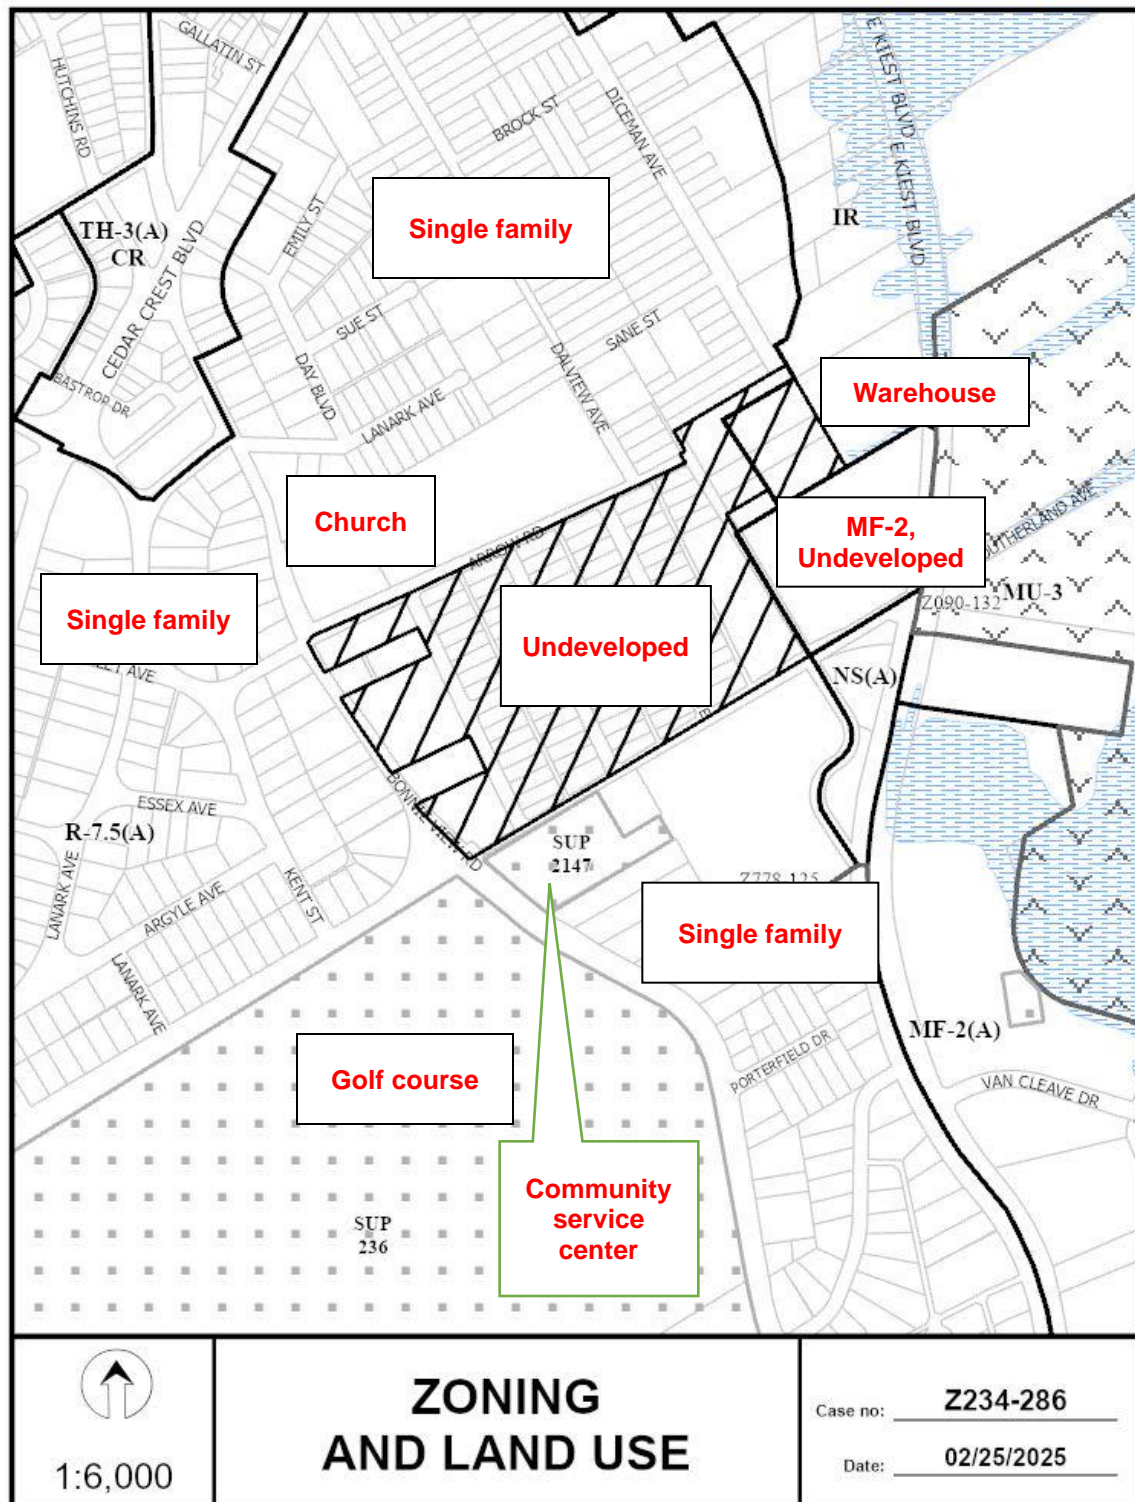 GALLATIN ST
HUTCHINS RD
E KIEST BLVD
E KIEST BLVD
DICEMAN AVE
BROCK ST
Single family
IR
EMILY ST
TH-3(A)
CR
CEDAR CREST BLVD
SUE ST
SANE ST
DAY BLVD
DALVIEW AVE
BASTROP DR
LANARK AVE
Warehouse
Church
MF-2,
Undeveloped
ARROW RD
Single family
Undeveloped
Z090-132
MU-3
NS(A)
AVE
BONNIE VIEW RD
ESSEX AVE
R-7.5(A)
SUP
2147
Z778-125
KENT ST
LANARK AVE
ARGYLE AVE
Single family
LANARK AVE
MF-2(A)
Golf course
PORTERFIELD DR
VAN CLEAVE DR
Community
service
center
SUP
236
1:6,000
ZONING
AND LAND USE
Case no: Z234-286
Date: 02/25/2025